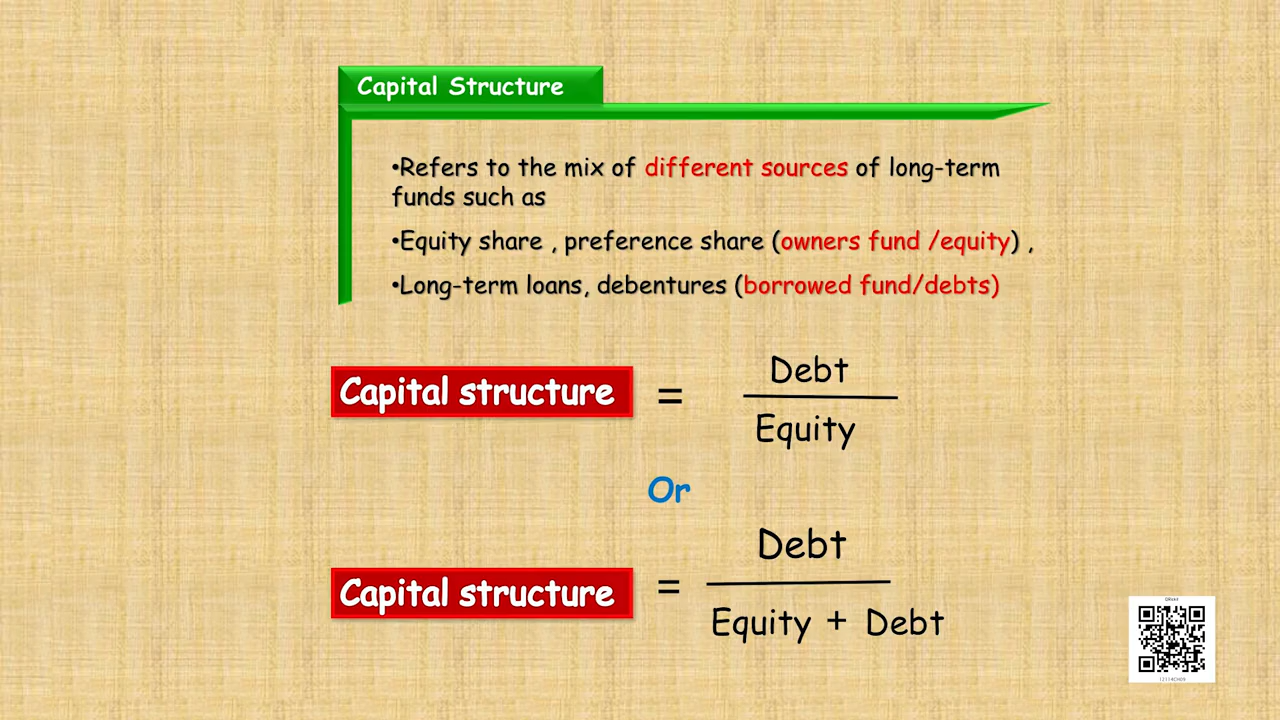 Capital Structure
•Refers to the mix of different sources of long-term
funds such as
•Equity share , preference share (owners fund /equity) ,
•Long-term loans, debentures (borrowed fund/debts)
Capital structure = Debt
Equity
Or
Capital structure = Debt
Equity + Debt
12114CH09